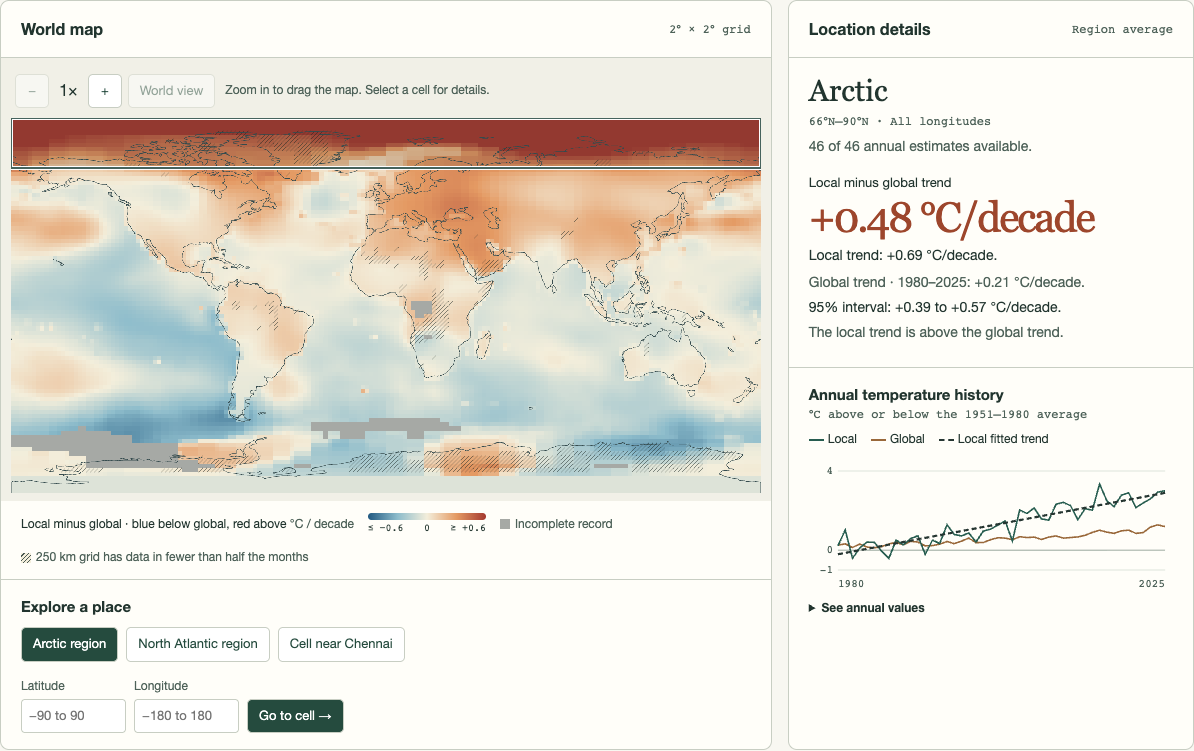 World map
2° × 2° grid
−
1×
+
World view
Zoom in to drag the map. Select a cell for details.
Local minus global · blue below global, red above °C / decade
≤ −0.6
0
≥ +0.6
Incomplete record
250 km grid has data in fewer than half the months
Explore a place
Arctic region
North Atlantic region
Cell near Chennai
Latitude
Longitude
−90 to 90
−180 to 180
Go to cell →
Location details
Region average
Arctic
66°N–90°N · All longitudes
46 of 46 annual estimates available.
Local minus global trend
+0.48 °C/decade
Local trend: +0.69 °C/decade.
Global trend · 1980–2025: +0.21 °C/decade.
95% interval: +0.39 to +0.57 °C/decade.
The local trend is above the global trend.
Annual temperature history
°C above or below the 1951–1980 average
Local
Global
Local fitted trend
4
0
−1
1980
2025
▶ See annual values